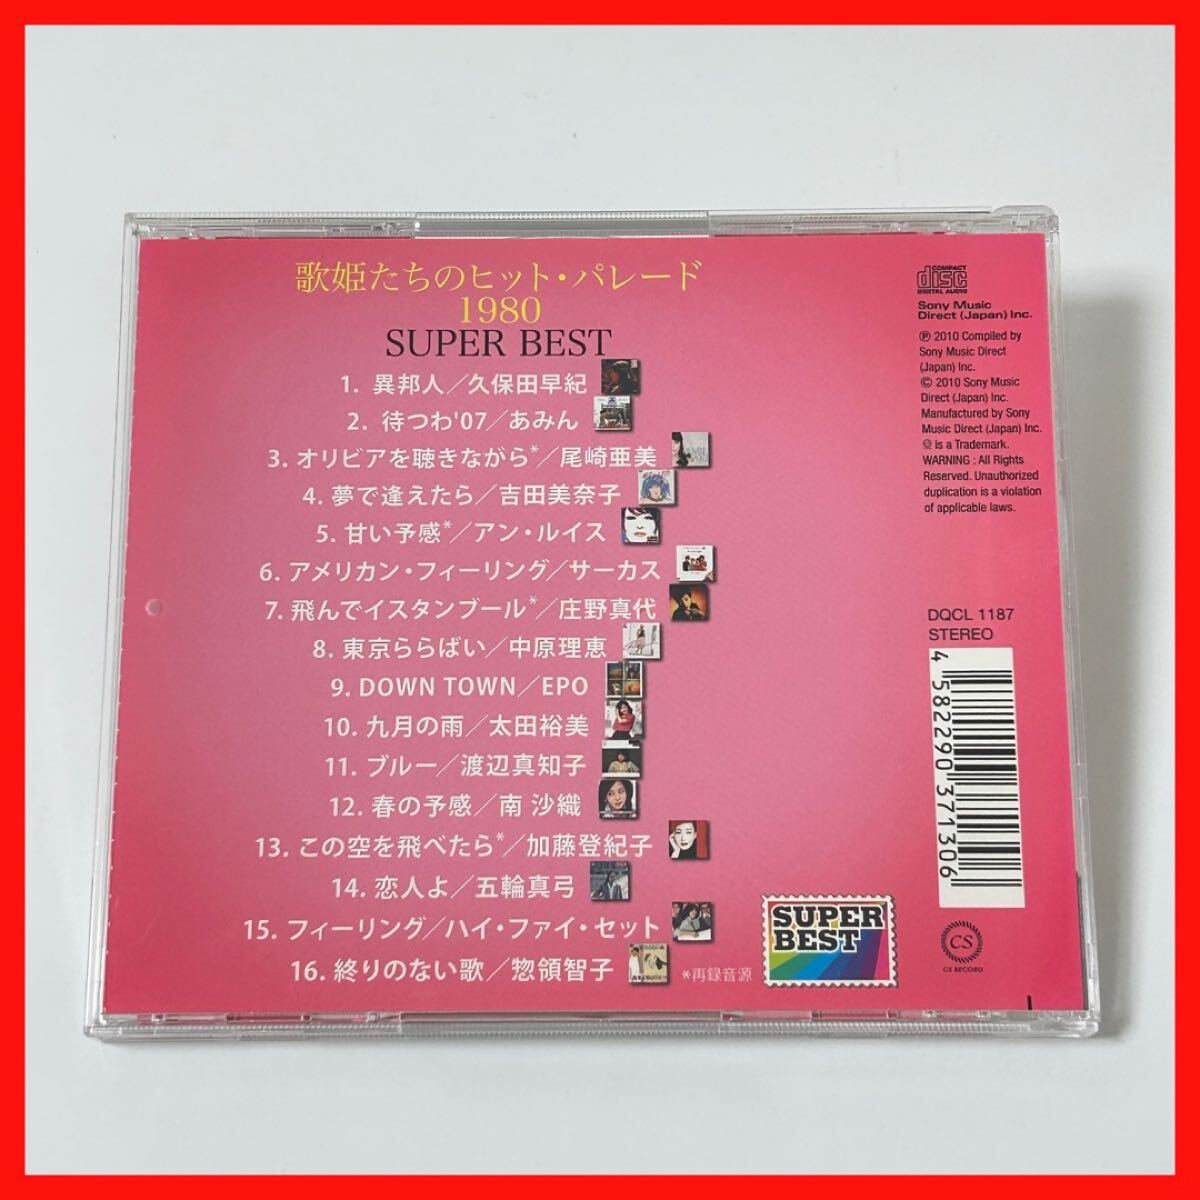 歌姫たちのヒット・パレード
1980
SUPER BEST
1. 異邦人／久保田早紀
2. 待つわ'07／あみん
3. オリビアを聴きながら*／尾崎亜美
4. 夢で逢えたら／吉田美奈子
5. 甘い予感*／アン・ルイス
6. アメリカン・フィーリング／サーカス
7. 飛んでイスタンブール*／庄野真代
8. 東京ららばい／中原理恵
9. DOWN TOWN／EPO
10. 九月の雨／太田裕美
11. ブルー／渡辺真知子
12. 春の予感／南 沙織
13. この空を飛べたら*／加藤登紀子
14. 恋人よ／五輪真弓
15. フィーリング／ハイ・ファイ・セット
16. 終りのない歌／惣領智子
*再録音源
SUPER
BEST
COMPACT
disc
DIGITAL AUDIO
Sony Music
Direct (Japan) Inc.
℗ 2010 Compiled by
Sony Music Direct
(Japan) Inc.
© 2010 Sony Music
Direct (Japan) Inc.
Manufactured by Sony
Music Direct (Japan) Inc.
is a Trademark.
WARNING : All Rights
Reserved. Unauthorized
duplication is a violation
of applicable laws.
DQCL 1187
STEREO
4 582290 371306
CS
CS RECORD